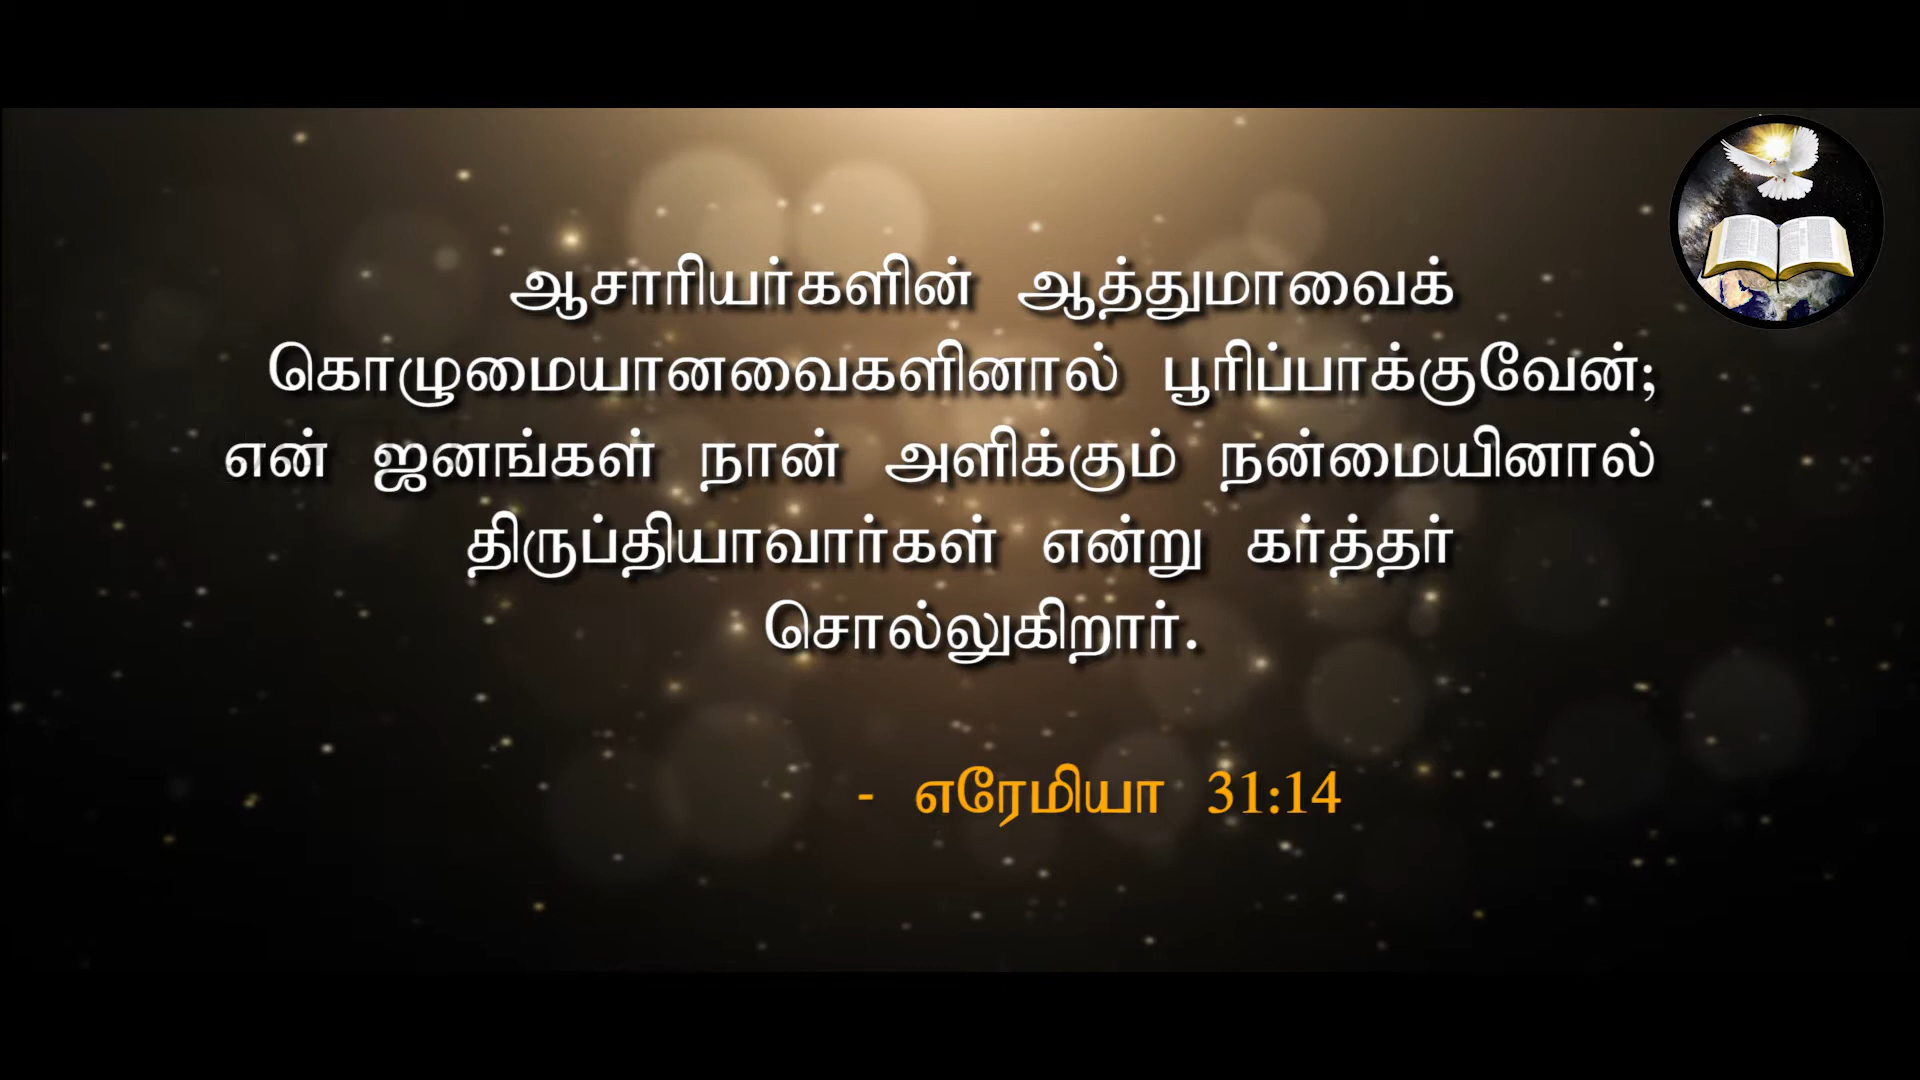 ஆசாரியர்களின் ஆத்துமாவைக்
கொழுமையானவைகளினால் பூரிப்பாக்குவேன்;
என் ஜனங்கள் நான் அளிக்கும் நன்மையினால்
திருப்தியாவார்கள் என்று கர்த்தர்
சொல்லுகிறார்.
- எரேமியா 31:14